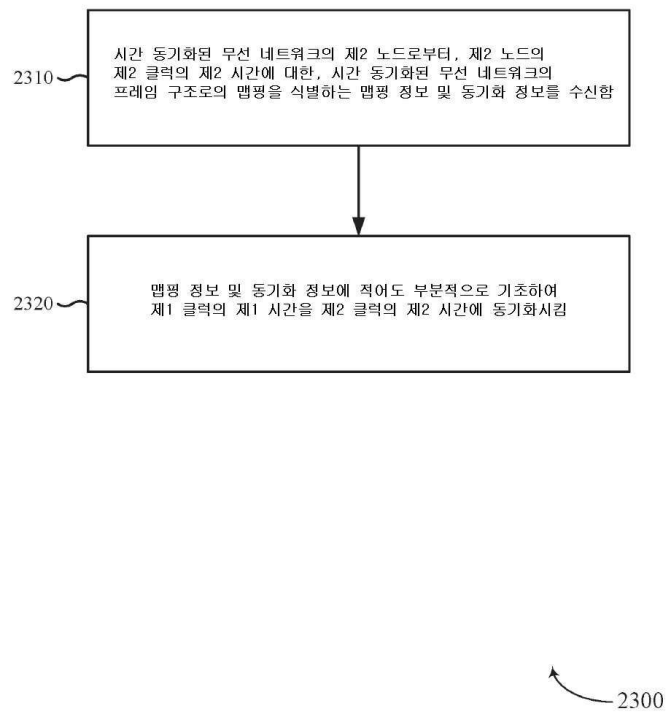 2310
시간 동기화된 무선 네트워크의 제2 노드로부터, 제2 노드의
제2 클럭의 제2 시간에 대한, 시간 동기화된 무선 네트워크의
프레임 구조로의 맵핑을 식별하는 맵핑 정보 및 동기화 정보를 수신함
2320
맵핑 정보 및 동기화 정보에 적어도 부분적으로 기초하여
제1 클럭의 제1 시간을 제2 클럭의 제2 시간에 동기화시킴
2300